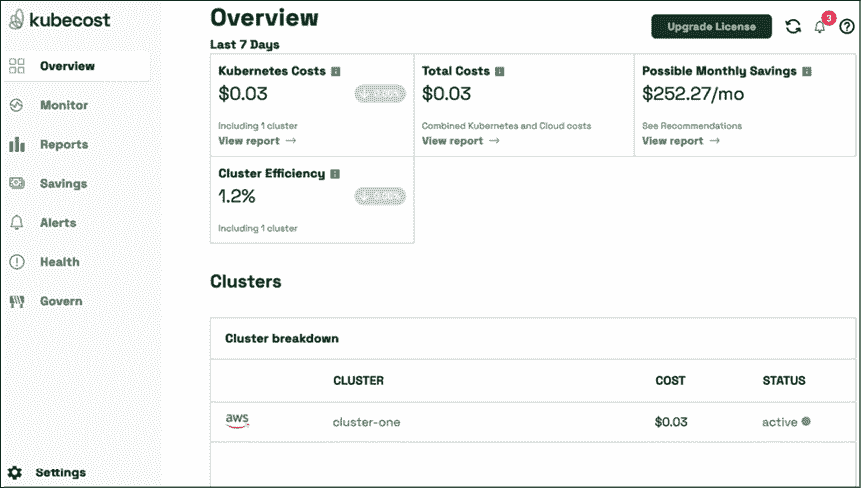 kubecost
Overview
Monitor
Reports
Savings
Alerts
Health
Govern
Settings
Overview
Upgrade License
3
Last 7 Days
Kubernetes Costs
$0.03
Including 1 cluster
View report →
Total Costs
$0.03
Combined Kubernetes and Cloud costs
View report →
Possible Monthly Savings
$252.27/mo
See Recommendations
View report →
Cluster Efficiency
1.2%
Including 1 cluster
Clusters
Cluster breakdown
CLUSTER COST STATUS
aws cluster-one $0.03 active